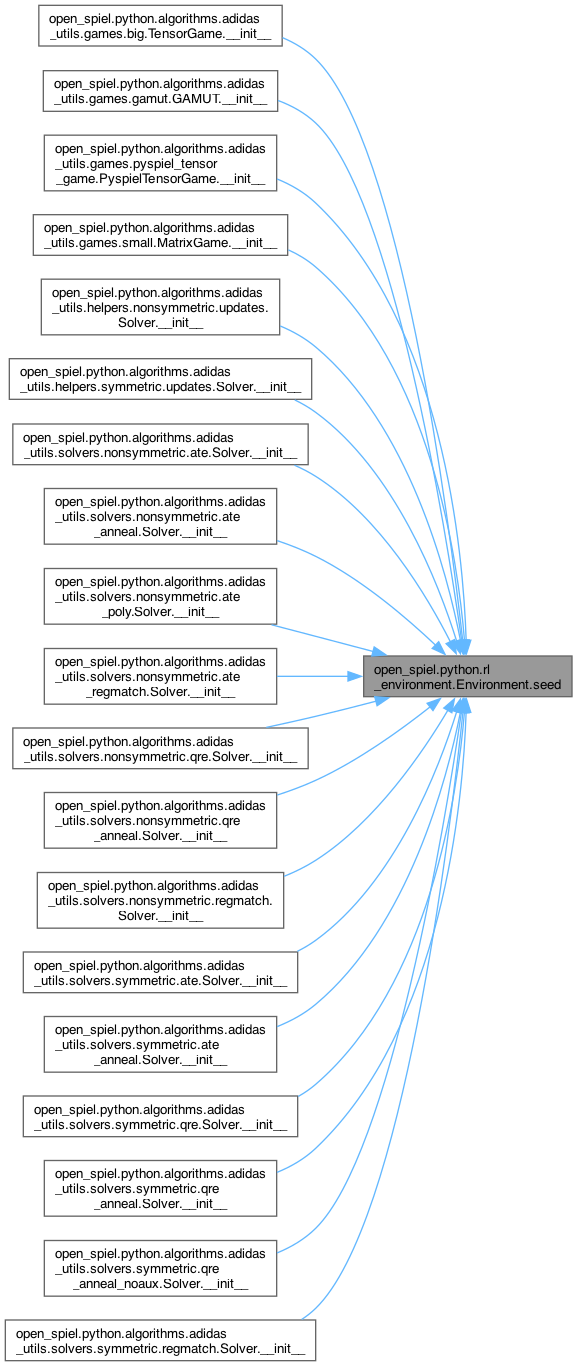 open_spiel.python.algorithms.adidas
_utils.games.big.TensorGame.__init__
open_spiel.python.algorithms.adidas
_utils.games.gamut.GAMUT.__init__
open_spiel.python.algorithms.adidas
_utils.games.pyspiel_tensor
_game.PyspielTensorGame.__init__
open_spiel.python.algorithms.adidas
_utils.games.small.MatrixGame.__init__
open_spiel.python.algorithms.adidas
_utils.helpers.nonsymmetric.updates.
Solver.__init__
open_spiel.python.algorithms.adidas
_utils.helpers.symmetric.updates.Solver.__init__
open_spiel.python.algorithms.adidas
_utils.solvers.nonsymmetric.ate.Solver.__init__
open_spiel.python.algorithms.adidas
_utils.solvers.nonsymmetric.ate
_anneal.Solver.__init__
open_spiel.python.algorithms.adidas
_utils.solvers.nonsymmetric.ate
_poly.Solver.__init__
open_spiel.python.algorithms.adidas
_utils.solvers.nonsymmetric.ate
_regmatch.Solver.__init__
open_spiel.python.rl
_environment.Environment.seed
open_spiel.python.algorithms.adidas
_utils.solvers.nonsymmetric.qre.Solver.__init__
open_spiel.python.algorithms.adidas
_utils.solvers.nonsymmetric.qre
_anneal.Solver.__init__
open_spiel.python.algorithms.adidas
_utils.solvers.nonsymmetric.regmatch.
Solver.__init__
open_spiel.python.algorithms.adidas
_utils.solvers.symmetric.ate.Solver.__init__
open_spiel.python.algorithms.adidas
_utils.solvers.symmetric.ate
_anneal.Solver.__init__
open_spiel.python.algorithms.adidas
_utils.solvers.symmetric.qre.Solver.__init__
open_spiel.python.algorithms.adidas
_utils.solvers.symmetric.qre
_anneal.Solver.__init__
open_spiel.python.algorithms.adidas
_utils.solvers.symmetric.qre
_anneal_noaux.Solver.__init__
open_spiel.python.algorithms.adidas
_utils.solvers.symmetric.regmatch.Solver.__init__